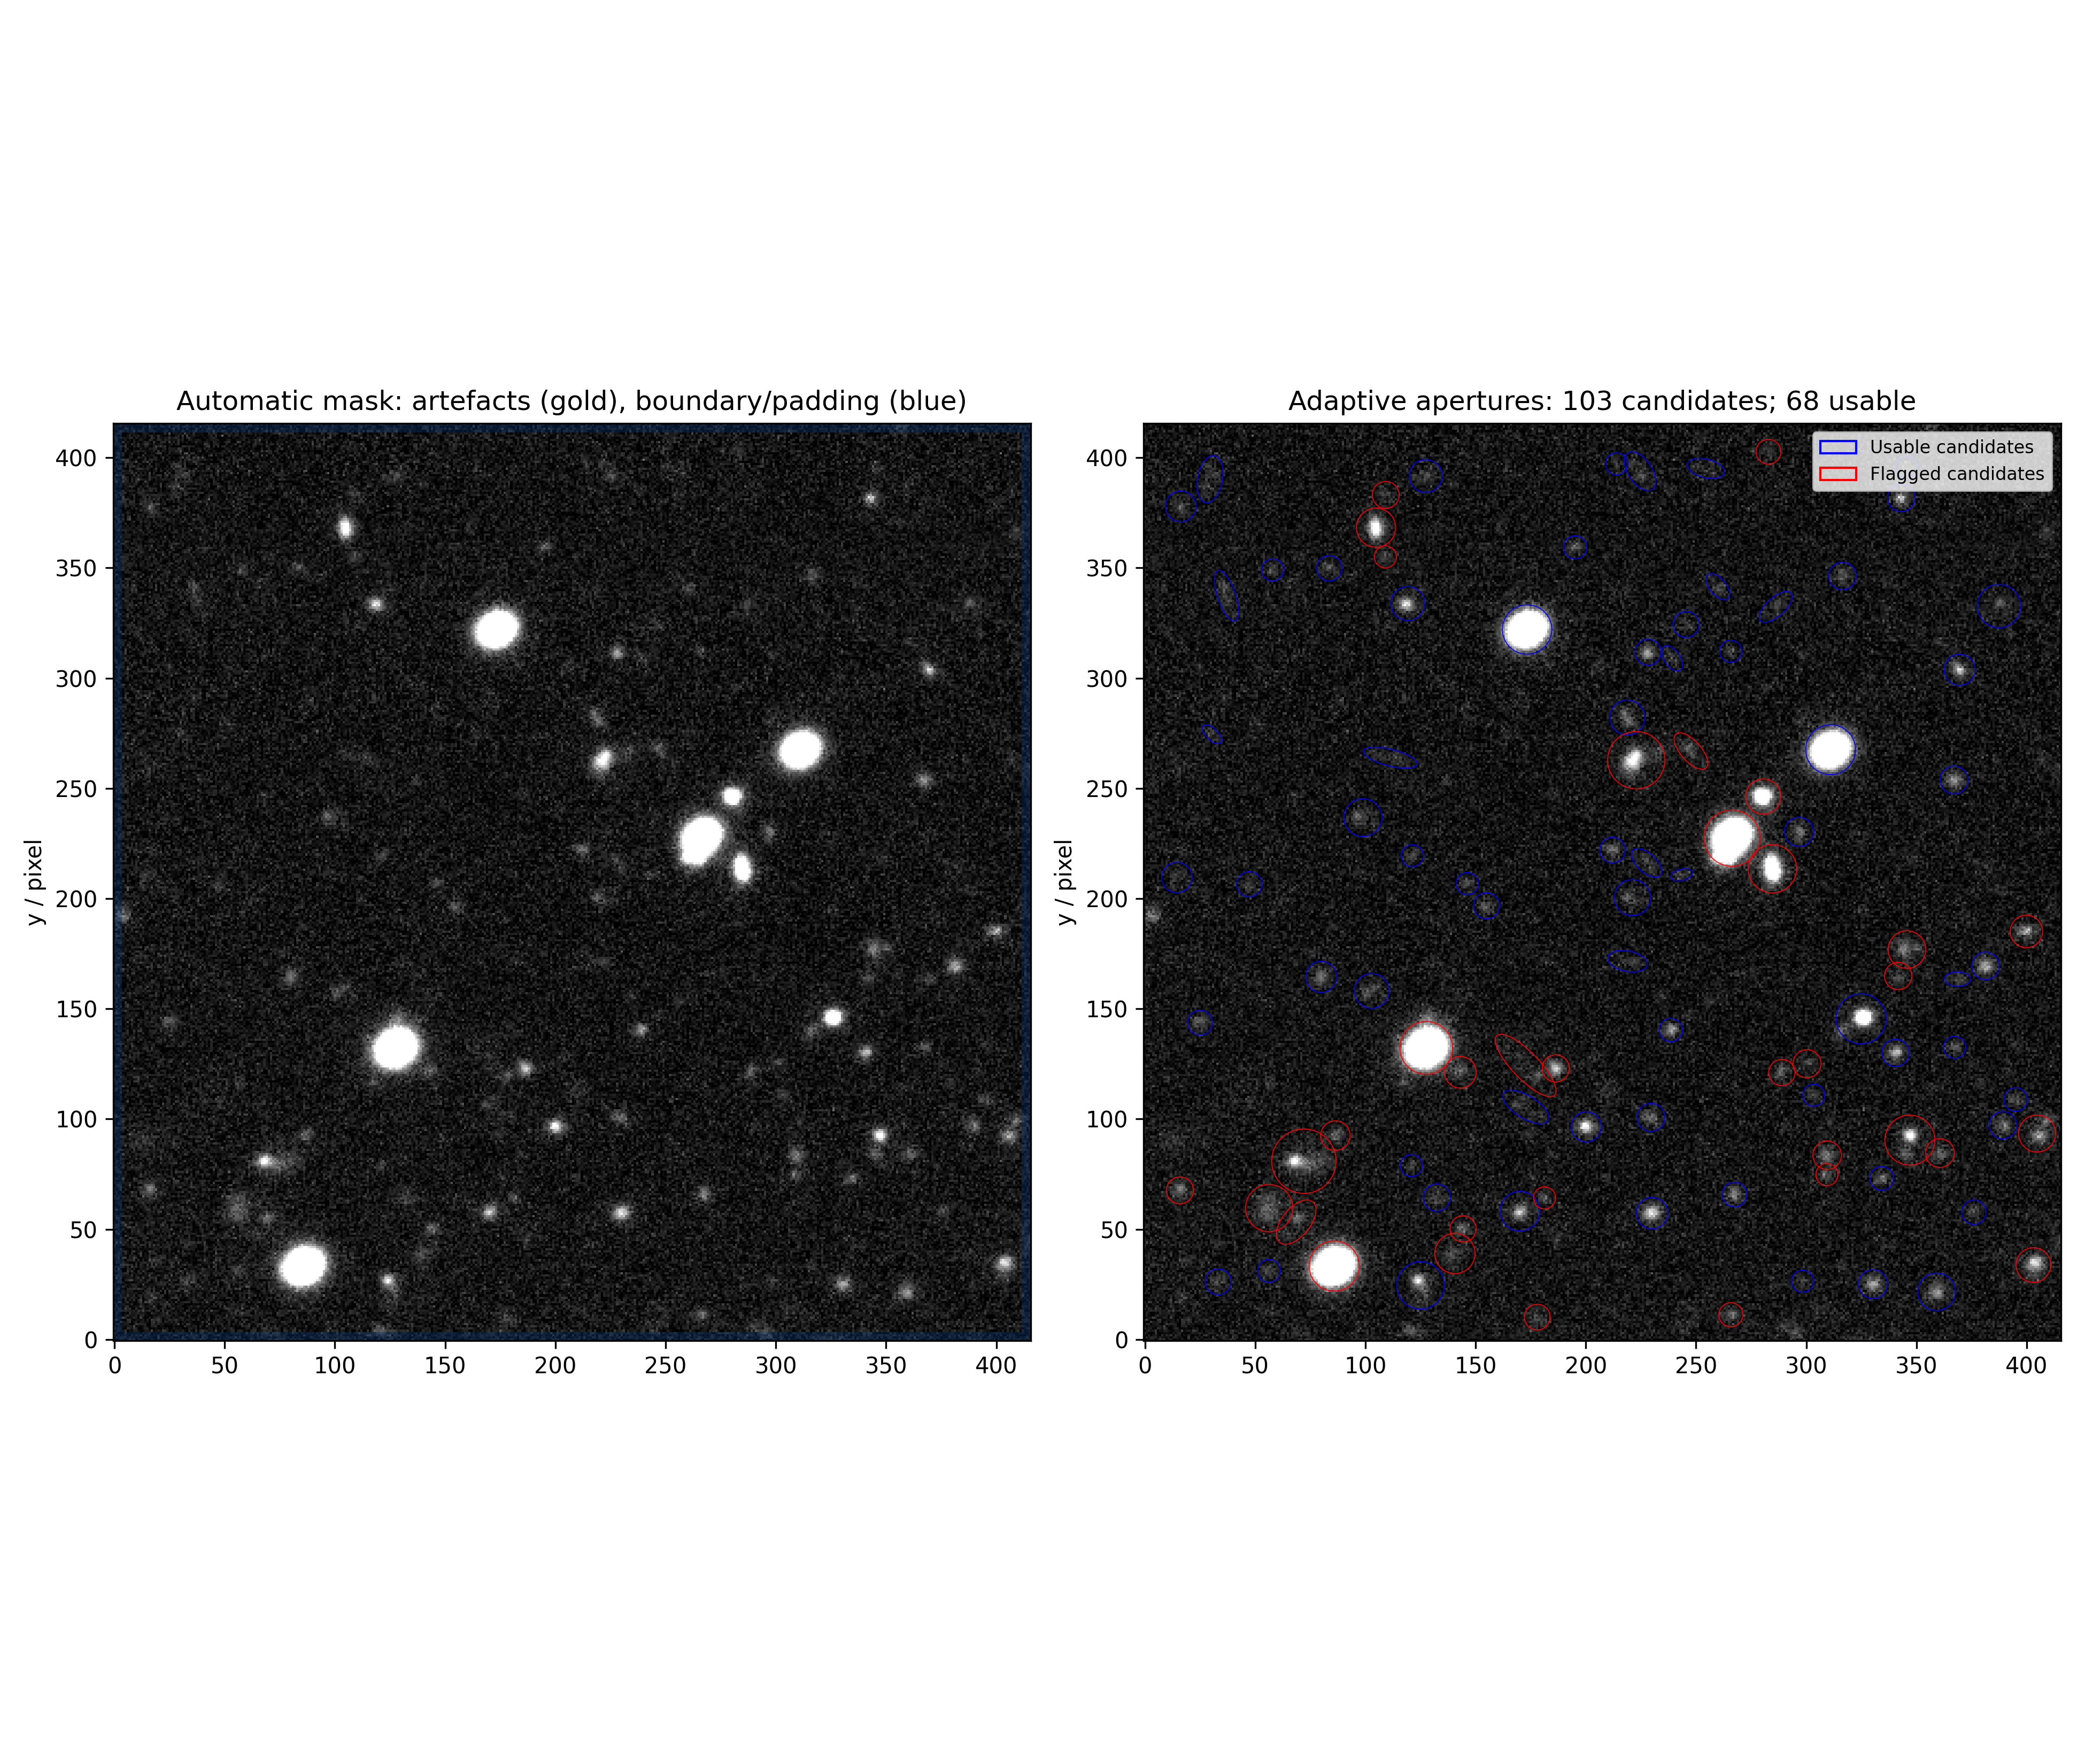 Automatic mask: artefacts (gold), boundary/padding (blue)
400
350
300
250
200
150
100
50
0
y / pixel
0 50 100 150 200 250 300 350 400
Adaptive apertures: 103 candidates; 68 usable
Usable candidates
Flagged candidates
400
350
300
250
200
150
100
50
0
y / pixel
0 50 100 150 200 250 300 350 400